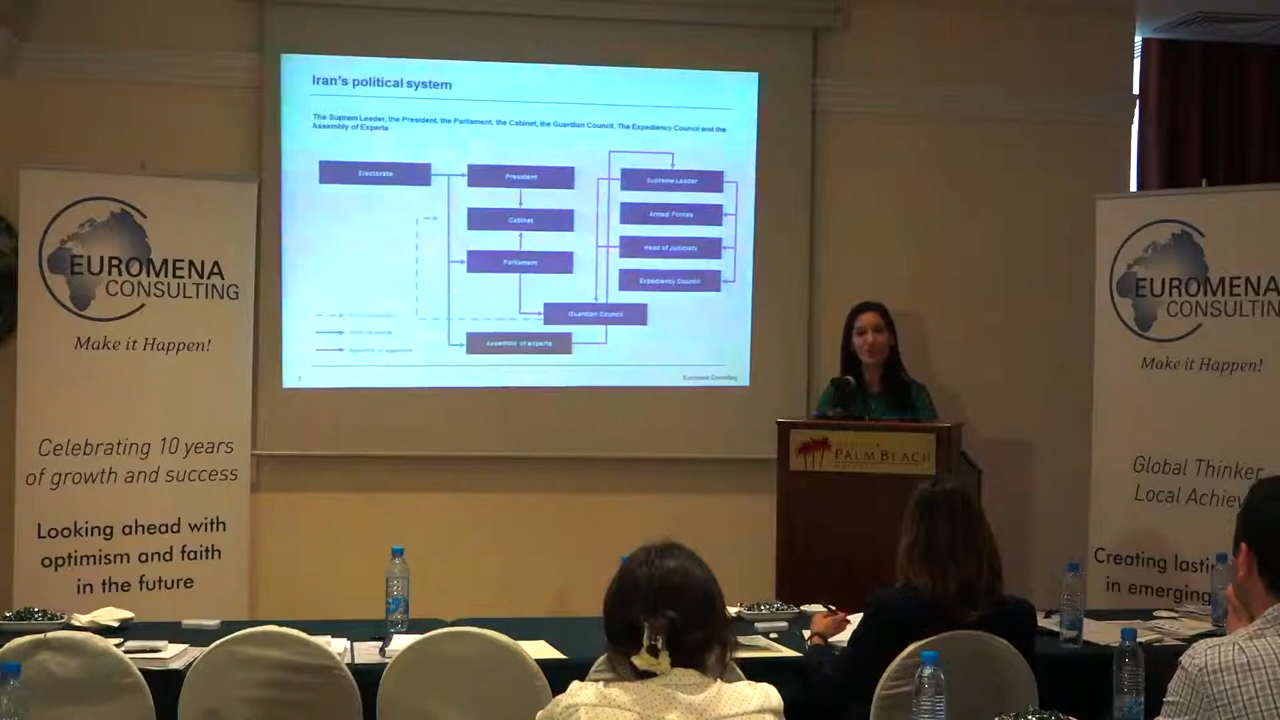 Iran's political system
The Suprem Leader, the President, the Parliament, the Cabinet, the Guardian Council, The Expediency Council and the
Assembly of Experts
Electorate
President
Cabinet
Parliament
Guardian Council
Assembly of experts
Supreme Leader
Armed Forces
Head of Judiciary
Expediency Council
Euromena Consulting
EUROMENA
CONSULTING
Make it Happen!
Celebrating 10 years
of growth and success
Looking ahead with
optimism and faith
in the future
PALM BEACH
EUROMENA
CONSULTIN
Make it Happen!
Global Thinker
Local Achiev
Creating lasti
in emerging